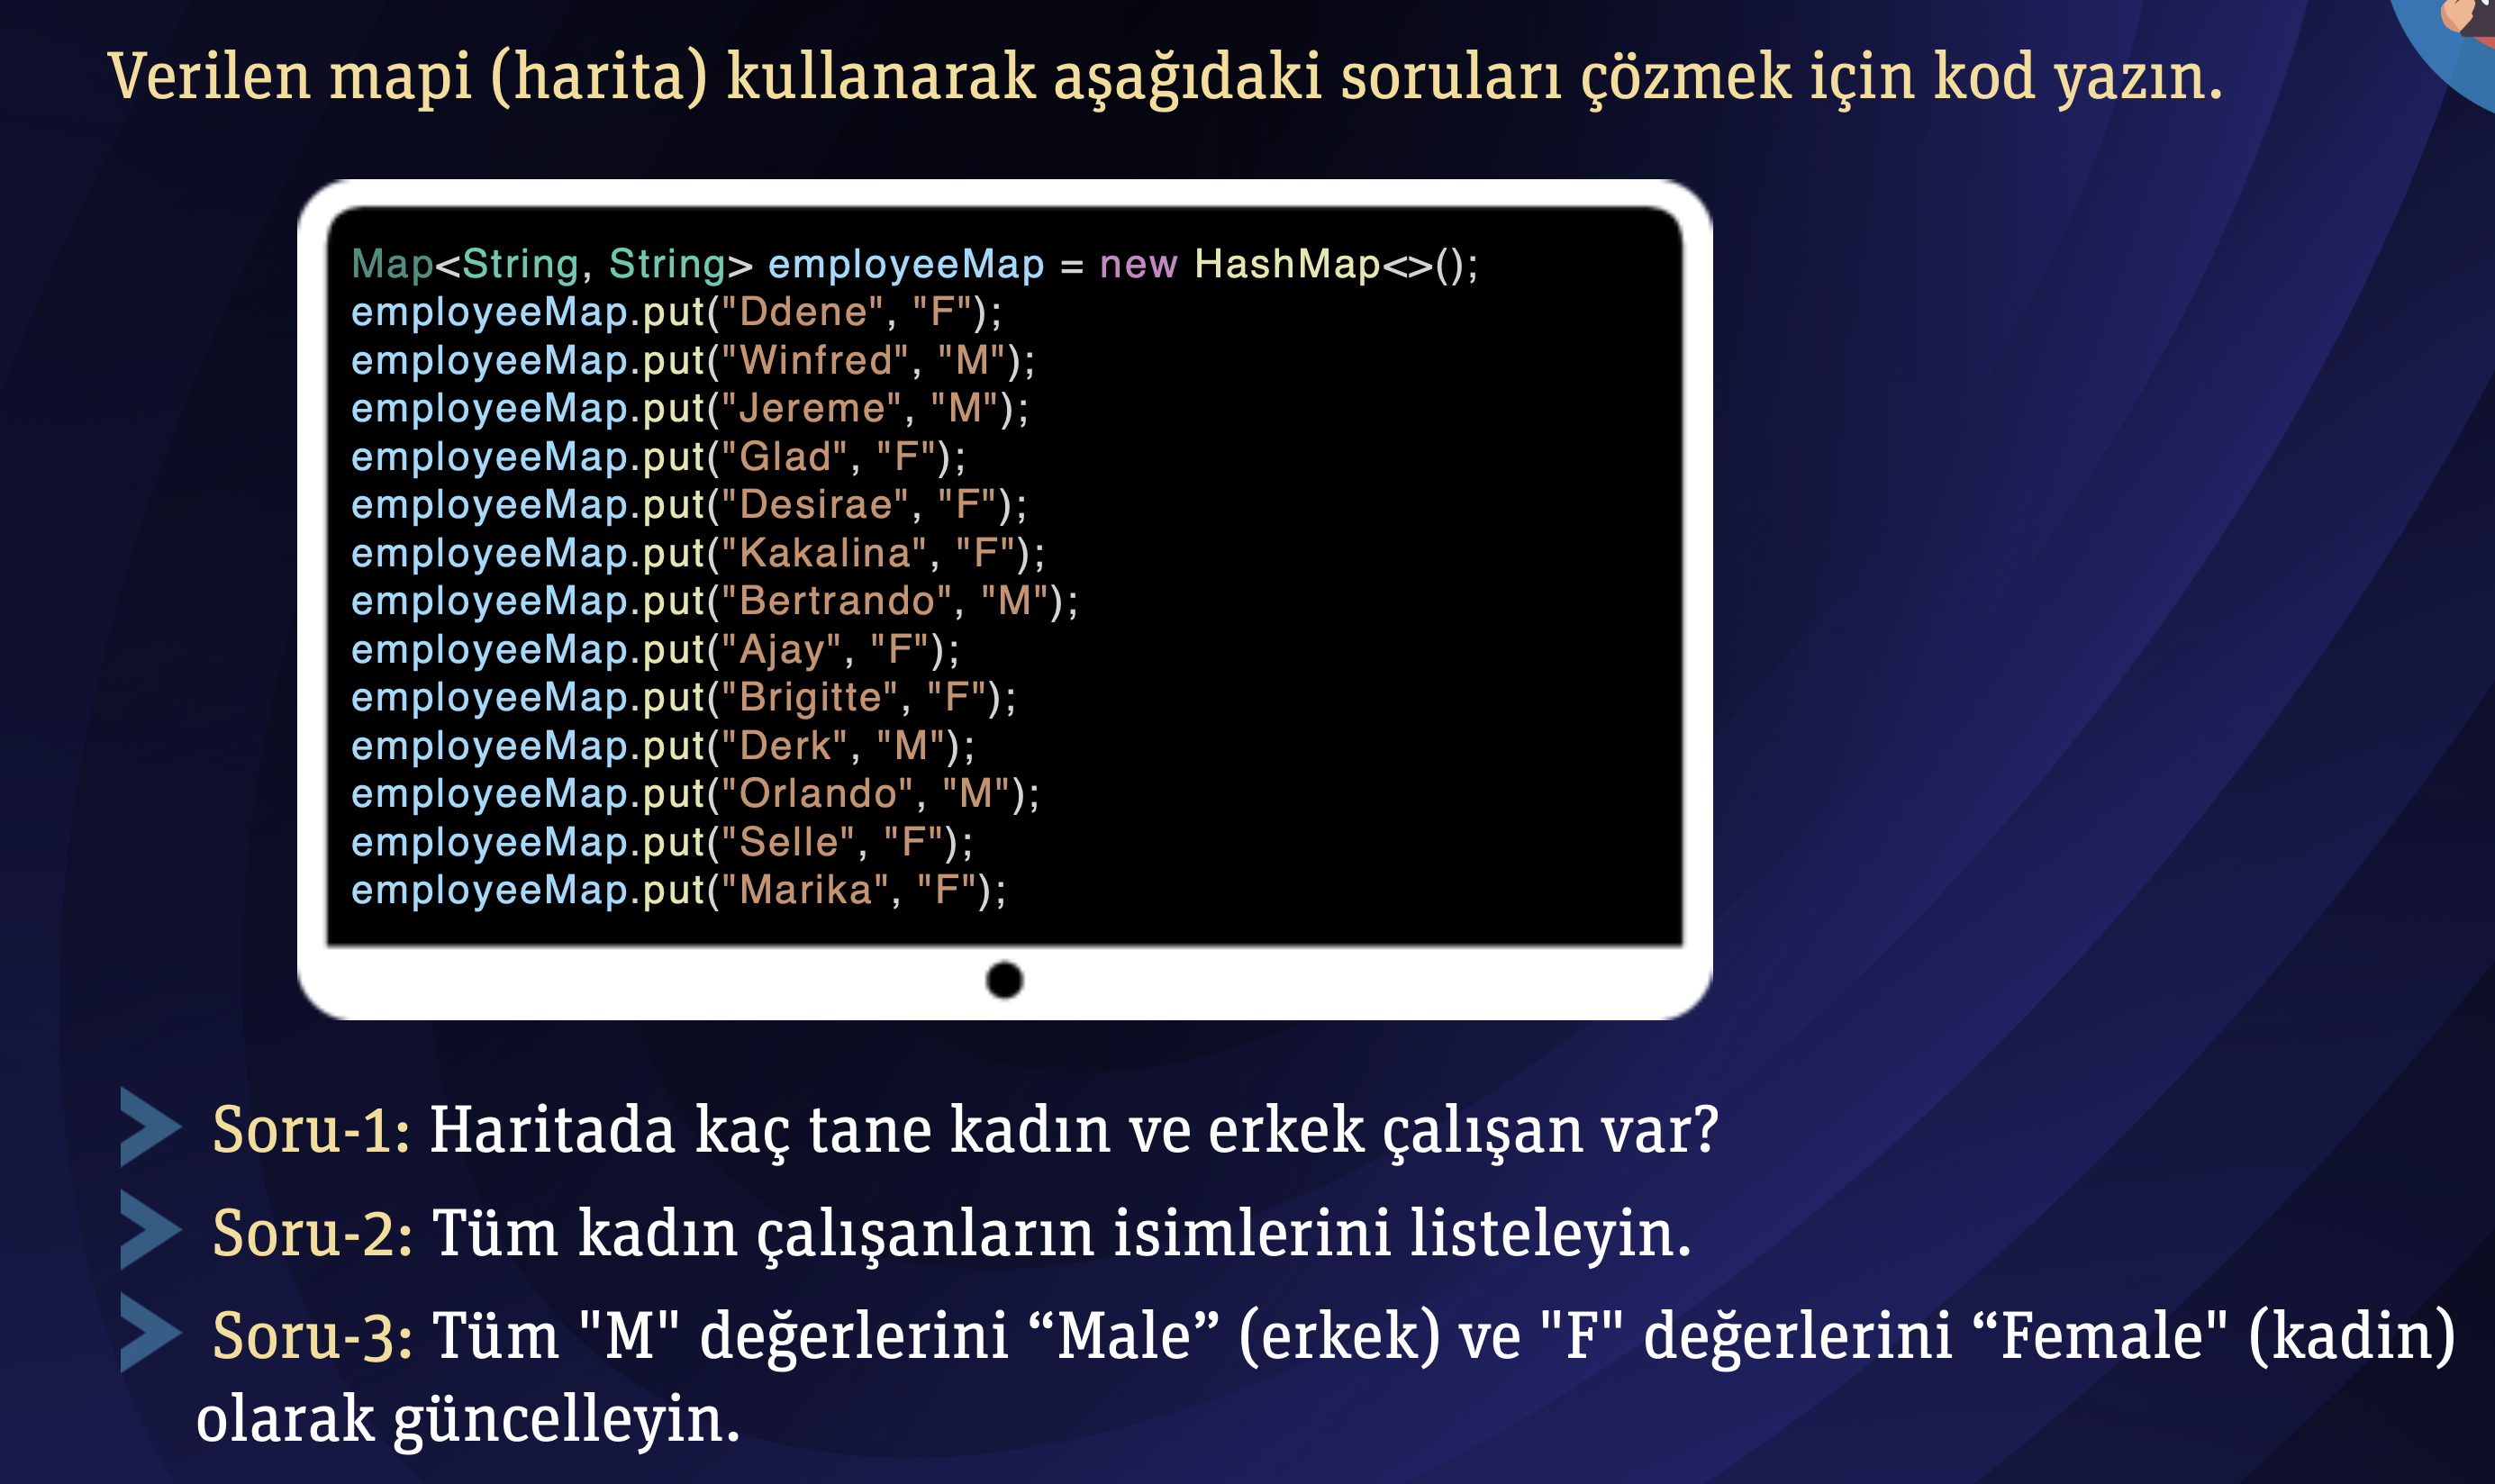 Verilen mapi (harita) kullanarak aşağıdaki soruları çözmek için kod yazın.
Map<String, String> employeeMap = new HashMap<>();
employeeMap.put("Ddene", "F");
employeeMap.put("Winfred", "M");
employeeMap.put("Jereme", "M");
employeeMap.put("Glad", "F");
employeeMap.put("Desirae", "F");
employeeMap.put("Kakalina", "F");
employeeMap.put("Bertrando", "M");
employeeMap.put("Ajay", "F");
employeeMap.put("Brigitte", "F");
employeeMap.put("Derk", "M");
employeeMap.put("Orlando", "M");
employeeMap.put("Selle", "F");
employeeMap.put("Marika", "F");
Soru-1: Haritada kaç tane kadın ve erkek çalışan var?
Soru-2: Tüm kadın çalışanların isimlerini listeleyin.
Soru-3: Tüm "M" değerlerini “Male” (erkek) ve "F" değerlerini “Female" (kadin)
olarak güncelleyin.